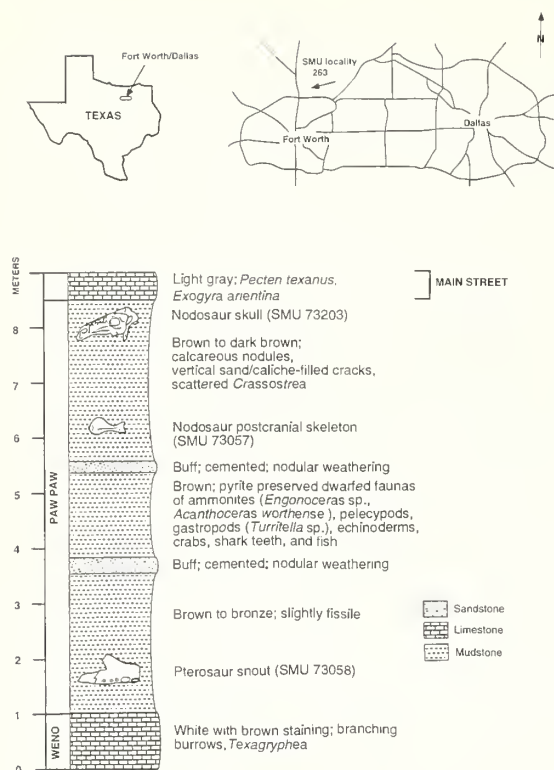 Fort Worth/Dallas
TEXAS
N
SMU locality
263
Fort Worth
Dallas
METERS
Light gray; Pecten texanus,
Exogyra arientina
MAIN STREET
Nodosaur skull (SMU 73203)
8
Brown to dark brown;
calcareous nodules,
vertical sand/caliche-filled cracks,
scattered Crassostrea
7
Nodosaur postcranial skeleton
(SMU 73057)
6
Buff; cemented; nodular weathering
PAW PAW
5
Brown; pyrite preserved dwarfed faunas
of ammonites (Engonoceras sp.,
Acanthoceras worthense ), pelecypods,
gastropods (Turritella sp.), echinoderms,
crabs, shark teeth, and fish
4
Buff; cemented; nodular weathering
3
Brown to bronze; slightly fissile
Sandstone
Limestone
Mudstone
2
Pterosaur snout (SMU 73058)
1
WENO
White with brown staining; branching
burrows, Texagryphea
0